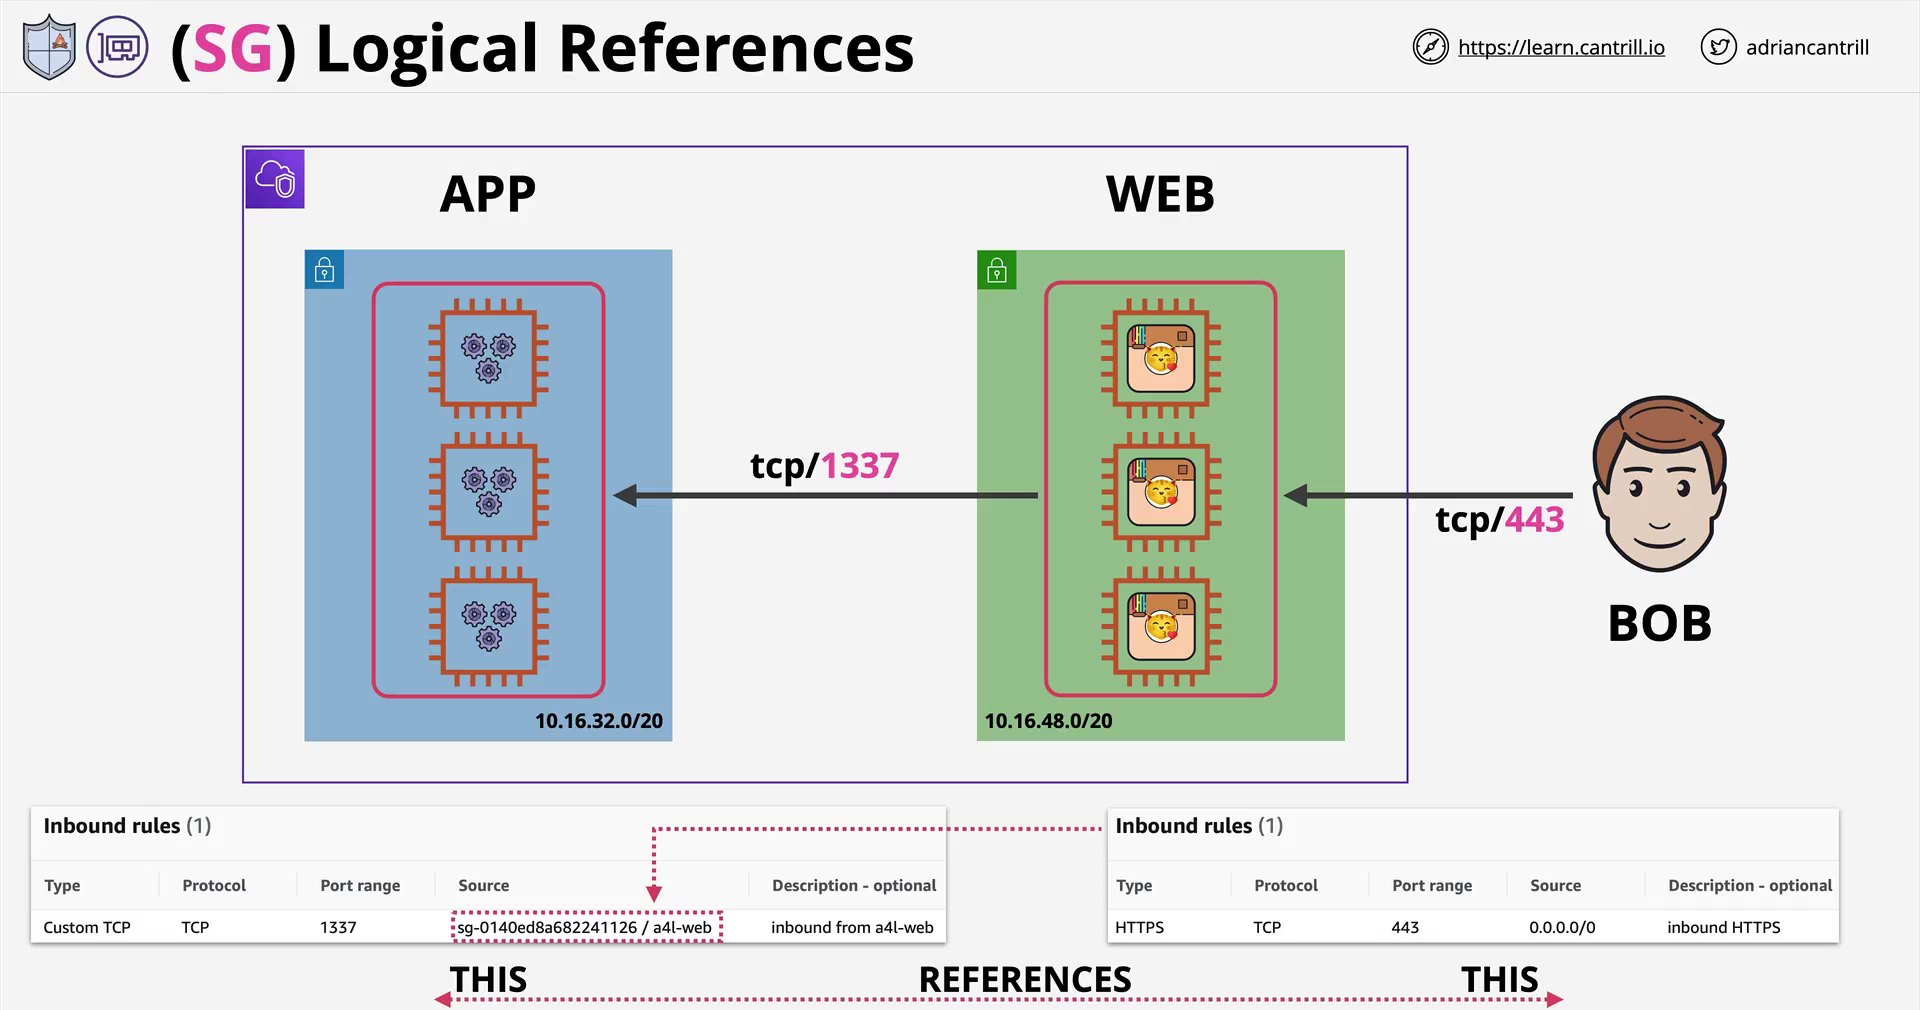 (SG) Logical References
https://learn.cantrill.io
adriancantrill
APP
WEB
tcp/1337
tcp/443
BOB
10.16.32.0/20
10.16.48.0/20
Inbound rules (1)
Type Protocol Port range Source Description - optional
Custom TCP TCP 1337 sg-0140ed8a682241126 / a4l-web inbound from a4l-web
Inbound rules (1)
Type Protocol Port range Source Description - optional
HTTPS TCP 443 0.0.0.0/0 inbound HTTPS
THIS REFERENCES THIS